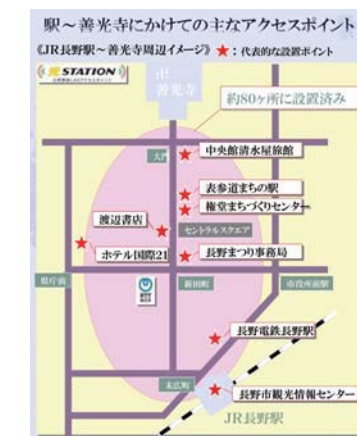 駅～善光寺にかけての主なアクセスポイント
《JR長野駅～善光寺周辺イメージ》 ★：代表的な設置ポイント
光 STATION
卍
善光寺
約80ヶ所に設置済み
大門
中央館清水屋旅館
表参道まちの駅
権堂まちづくりセンター
渡辺書店
セントラルスクエア
ホテル国際21
長野まつり事務局
県庁前
新田町
市役所前駅
長野電鉄長野駅
末広町
長野市観光情報センター
JR長野駅